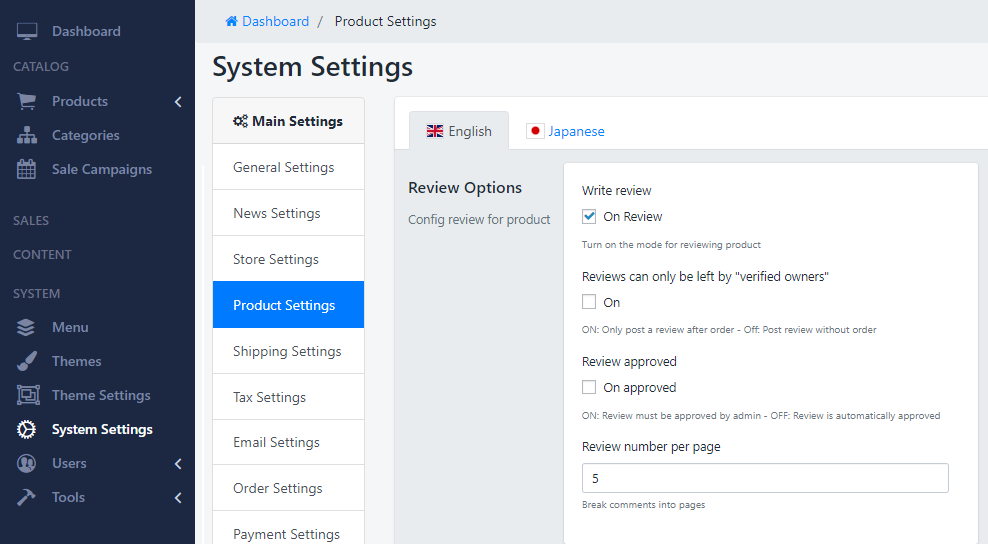 Dashboard
CATALOG
Products
Categories
Sale Campaigns
SALES
CONTENT
SYSTEM
Menu
Themes
Theme Settings
System Settings
Users
Tools
Dashboard / Product Settings
System Settings
Main Settings
General Settings
News Settings
Store Settings
Product Settings
Shipping Settings
Tax Settings
Email Settings
Order Settings
Payment Settings
English
Japanese
Review Options
Config review for product
Write review
On Review
Turn on the mode for reviewing product
Reviews can only be left by "verified owners"
On
ON: Only post a review after order - Off: Post review without order
Review approved
On approved
ON: Review must be approved by admin - OFF: Review is automatically approved
Review number per page
5
Break comments into pages